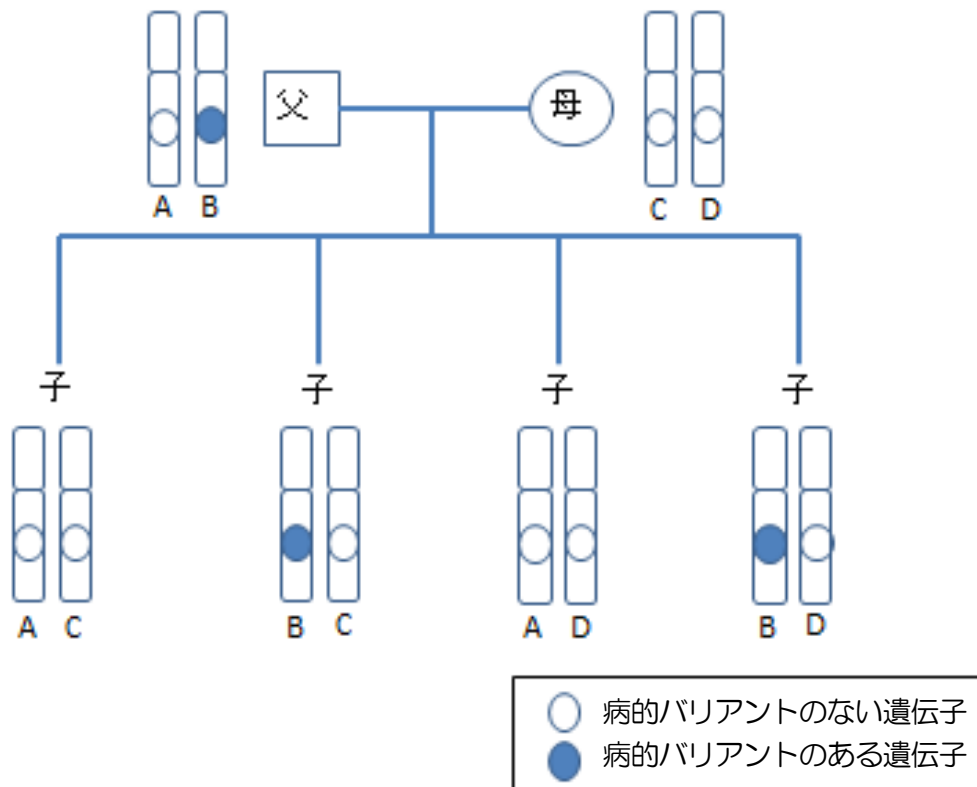 父 母
A B C D
子 子 子 子
A C B C A D B D
病的バリアントのない遺伝子
病的バリアントのある遺伝子